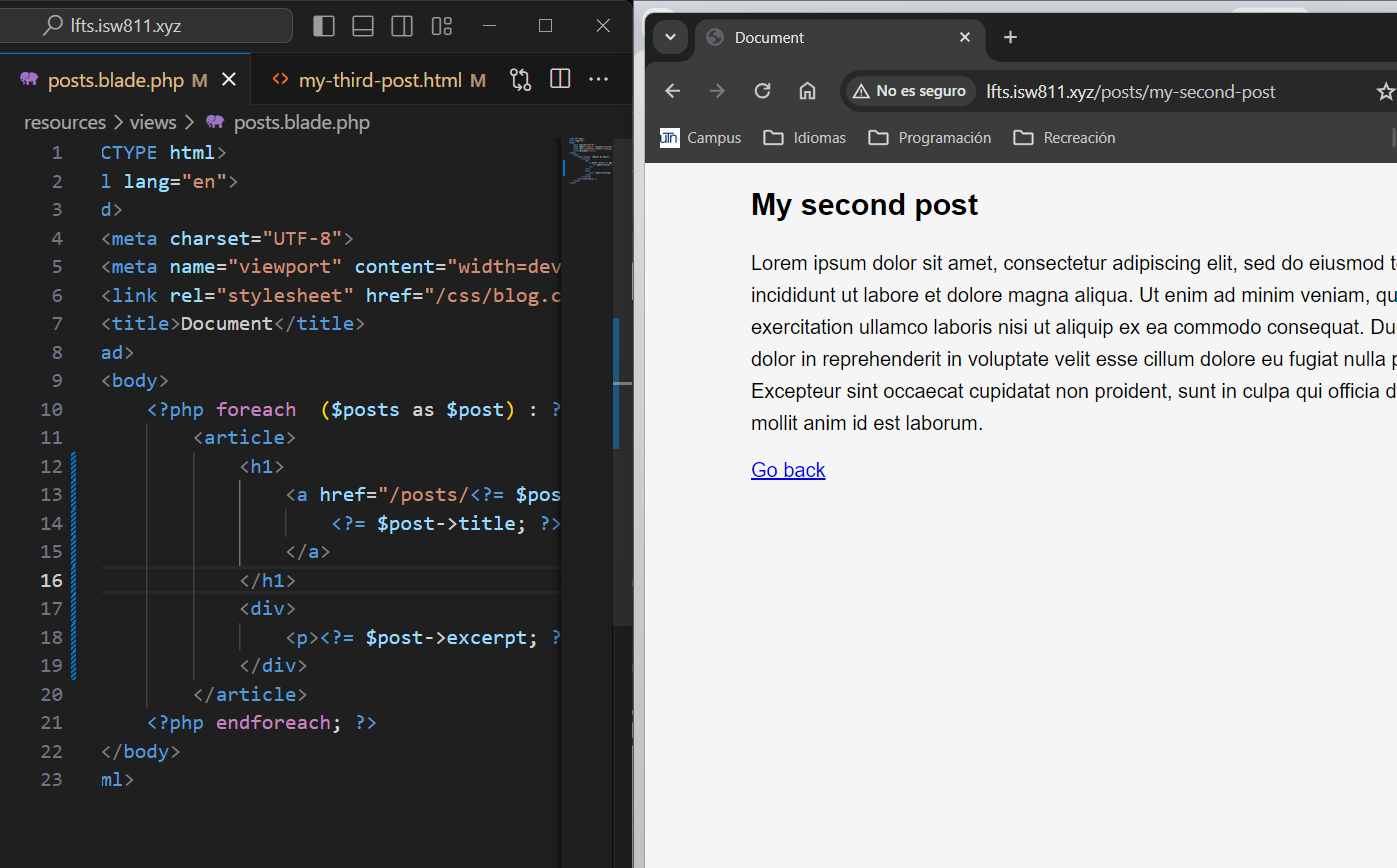 lfts.isw811.xyz
posts.blade.php M
my-third-post.html M
resources > views > posts.blade.php
1 CTYPE html>
2 l lang="en">
3 d>
4 <meta charset="UTF-8">
5 <meta name="viewport" content="width=dev
6 <link rel="stylesheet" href="/css/blog.c
7 <title>Document</title>
8 ad>
9 <body>
10 <?php foreach  ($posts as $post) : ?
11 <article>
12 <h1>
13 <a href="/posts/<?= $pos
14 <?= $post->title; ?>
15 </a>
16 </h1>
17 <div>
18 <p><?= $post->excerpt; ?
19 </div>
20 </article>
21 <?php endforeach; ?>
22 </body>
23 ml>
Document
No es seguro lfts.isw811.xyz/posts/my-second-post
UTN Campus Idiomas Programación Recreación
My second post
Lorem ipsum dolor sit amet, consectetur adipiscing elit, sed do eiusmod t
incididunt ut labore et dolore magna aliqua. Ut enim ad minim veniam, qu
exercitation ullamco laboris nisi ut aliquip ex ea commodo consequat. Du
dolor in reprehenderit in voluptate velit esse cillum dolore eu fugiat nulla p
Excepteur sint occaecat cupidatat non proident, sunt in culpa qui officia d
mollit anim id est laborum.
Go back